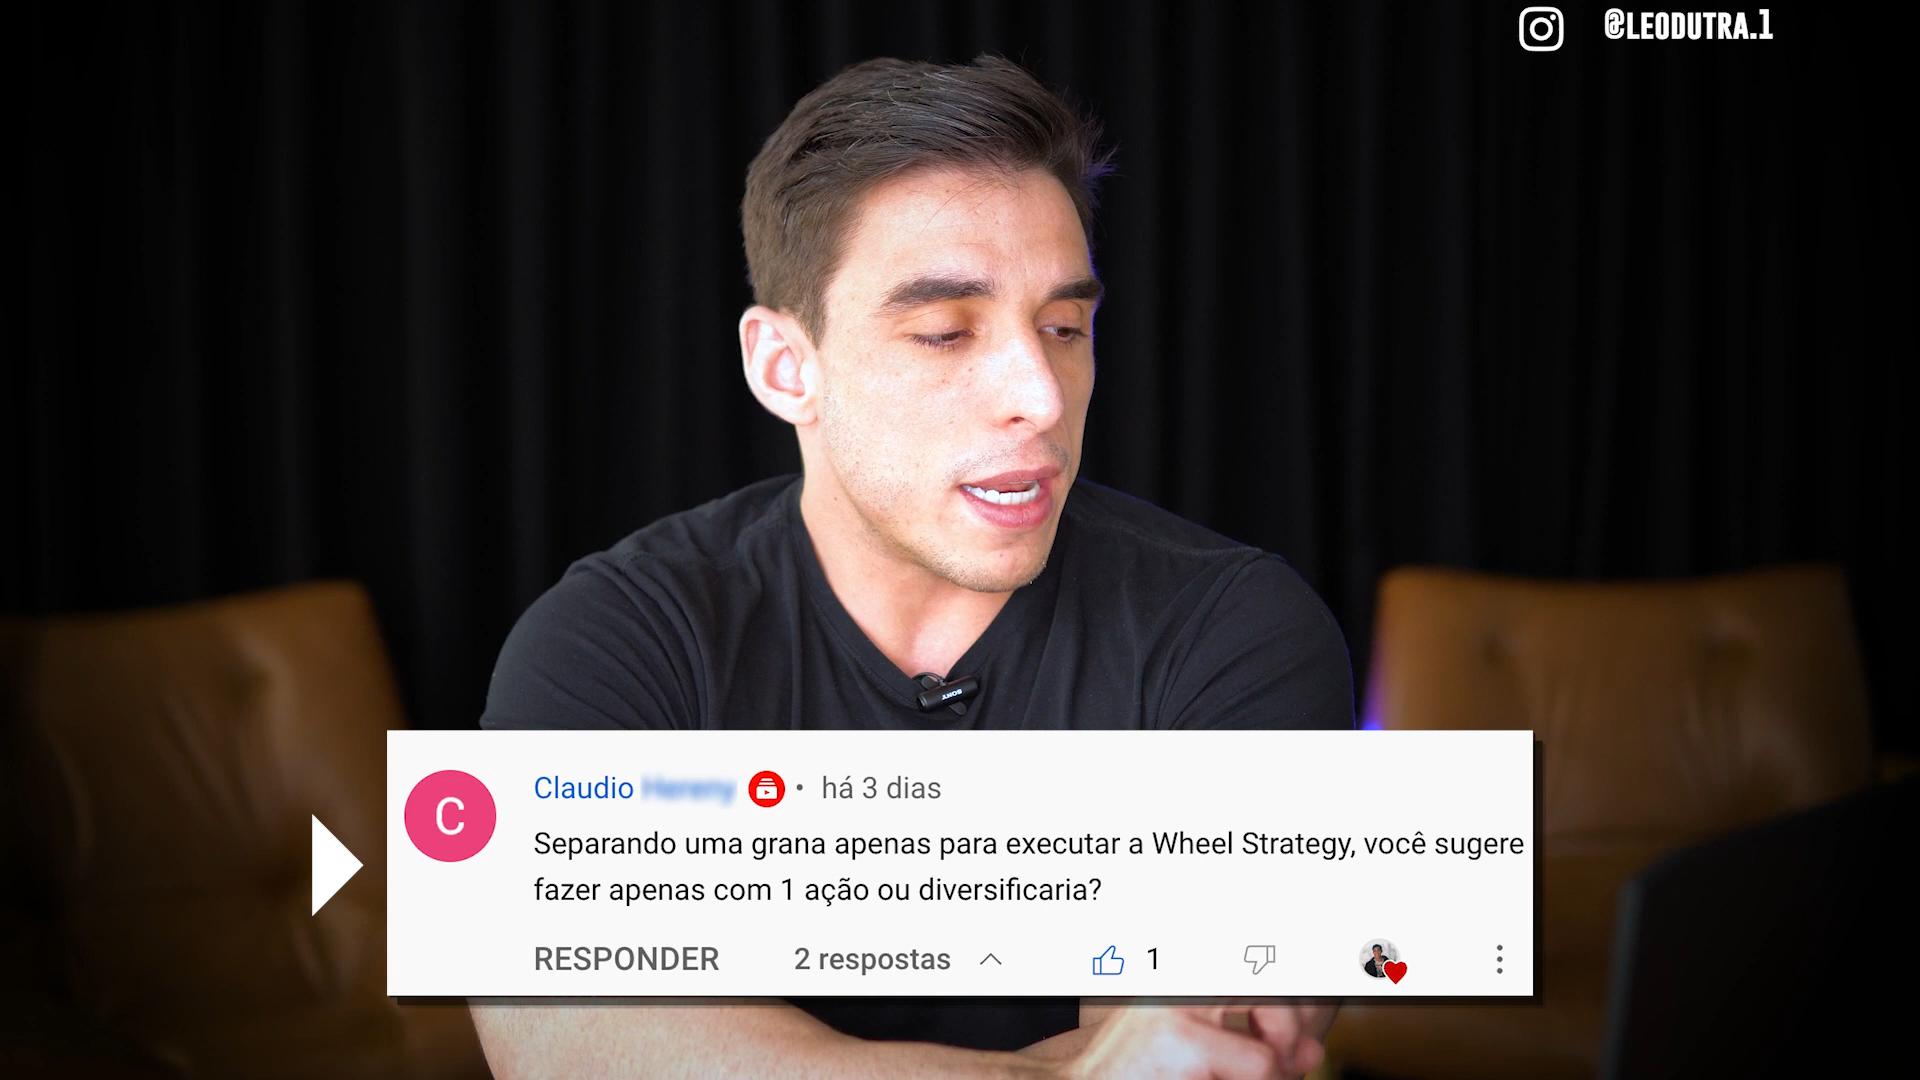 @LEODUTRA.1
SONY
C
Claudio
• há 3 dias
Separando uma grana apenas para executar a Wheel Strategy, você sugere
fazer apenas com 1 ação ou diversificaria?
RESPONDER 2 respostas 1